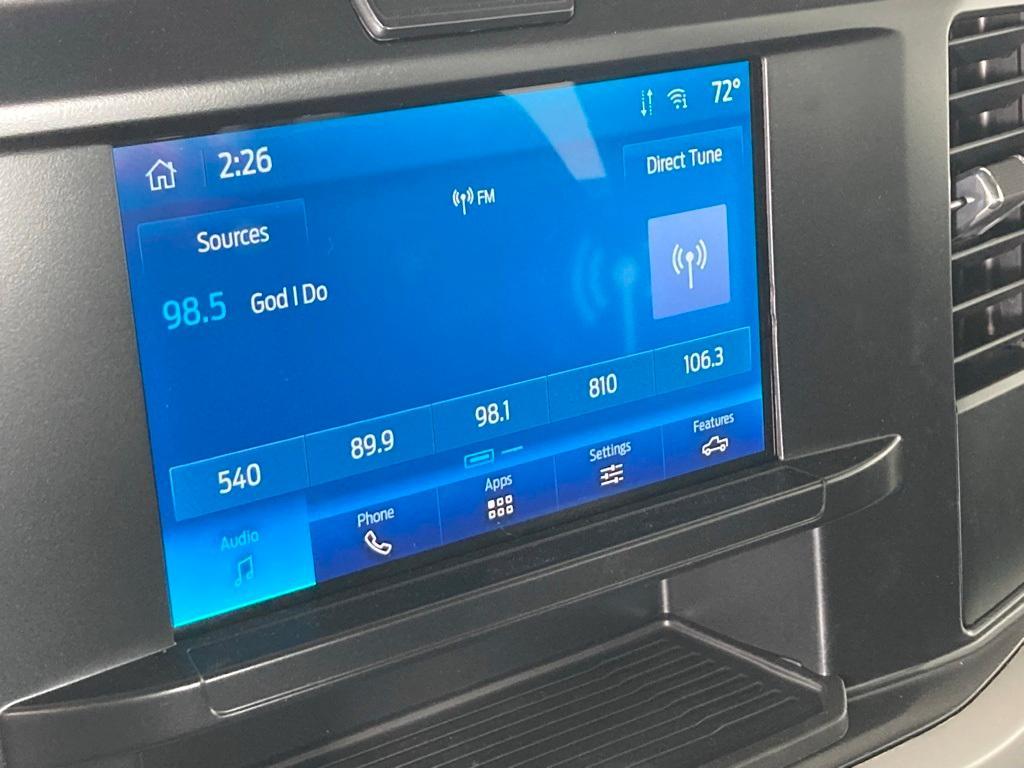 2:26
72°
FM
Direct Tune
Sources
98.5 God I Do
540 89.9 98.1 810 106.3
Audio Phone Apps Settings Features